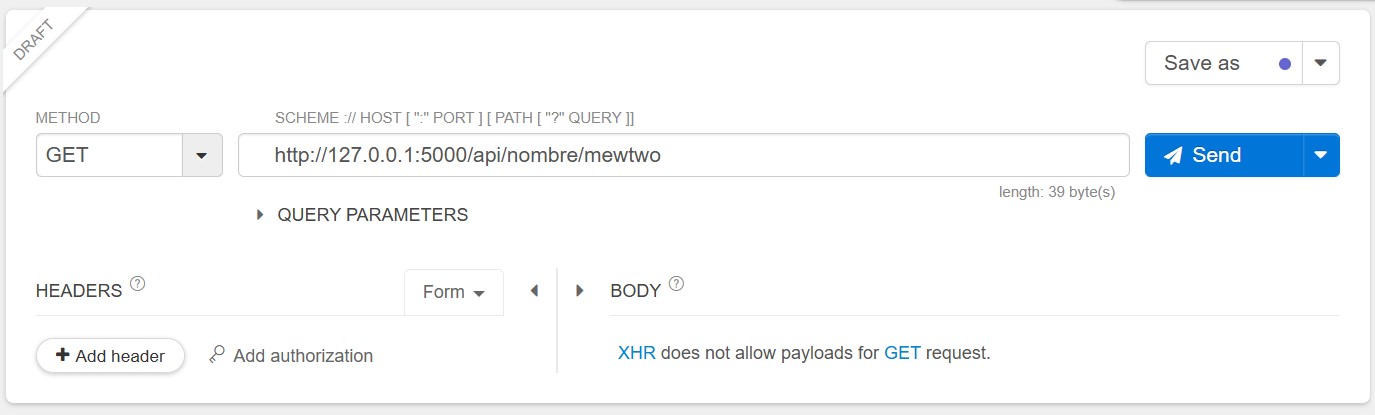 DRAFT
Save as
METHOD
SCHEME :// HOST [ ":" PORT ] [ PATH [ "?" QUERY ]]
GET
http://127.0.0.1:5000/api/nombre/mewtwo
Send
length: 39 byte(s)
QUERY PARAMETERS
HEADERS ?
Form
BODY ?
+ Add header
Add authorization
XHR does not allow payloads for GET request.